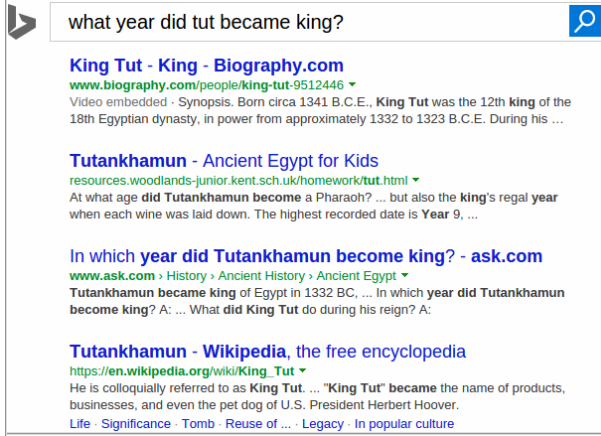 what year did tut became king?
King Tut - King - Biography.com
www.biography.com/people/king-tut-9512446
Video embedded · Synopsis. Born circa 1341 B.C.E., King Tut was the 12th king of the
18th Egyptian dynasty, in power from approximately 1332 to 1323 B.C.E. During his ...
Tutankhamun - Ancient Egypt for Kids
resources.woodlands-junior.kent.sch.uk/homework/tut.html
At what age did Tutankhamun become a Pharaoh? ... but also the king's regal year
when each wine was laid down. The highest recorded date is Year 9, ...
In which year did Tutankhamun become king? - ask.com
www.ask.com › History › Ancient History › Ancient Egypt
Tutankhamun became king of Egypt in 1332 BC, ... In which year did Tutankhamun
become king? A: ... What did King Tut do during his reign? A:
Tutankhamun - Wikipedia, the free encyclopedia
https://en.wikipedia.org/wiki/King_Tut
He is colloquially referred to as King Tut. ... "King Tut" became the name of products,
businesses, and even the pet dog of U.S. President Herbert Hoover.
Life · Significance · Tomb · Reuse of ... · Legacy · In popular culture